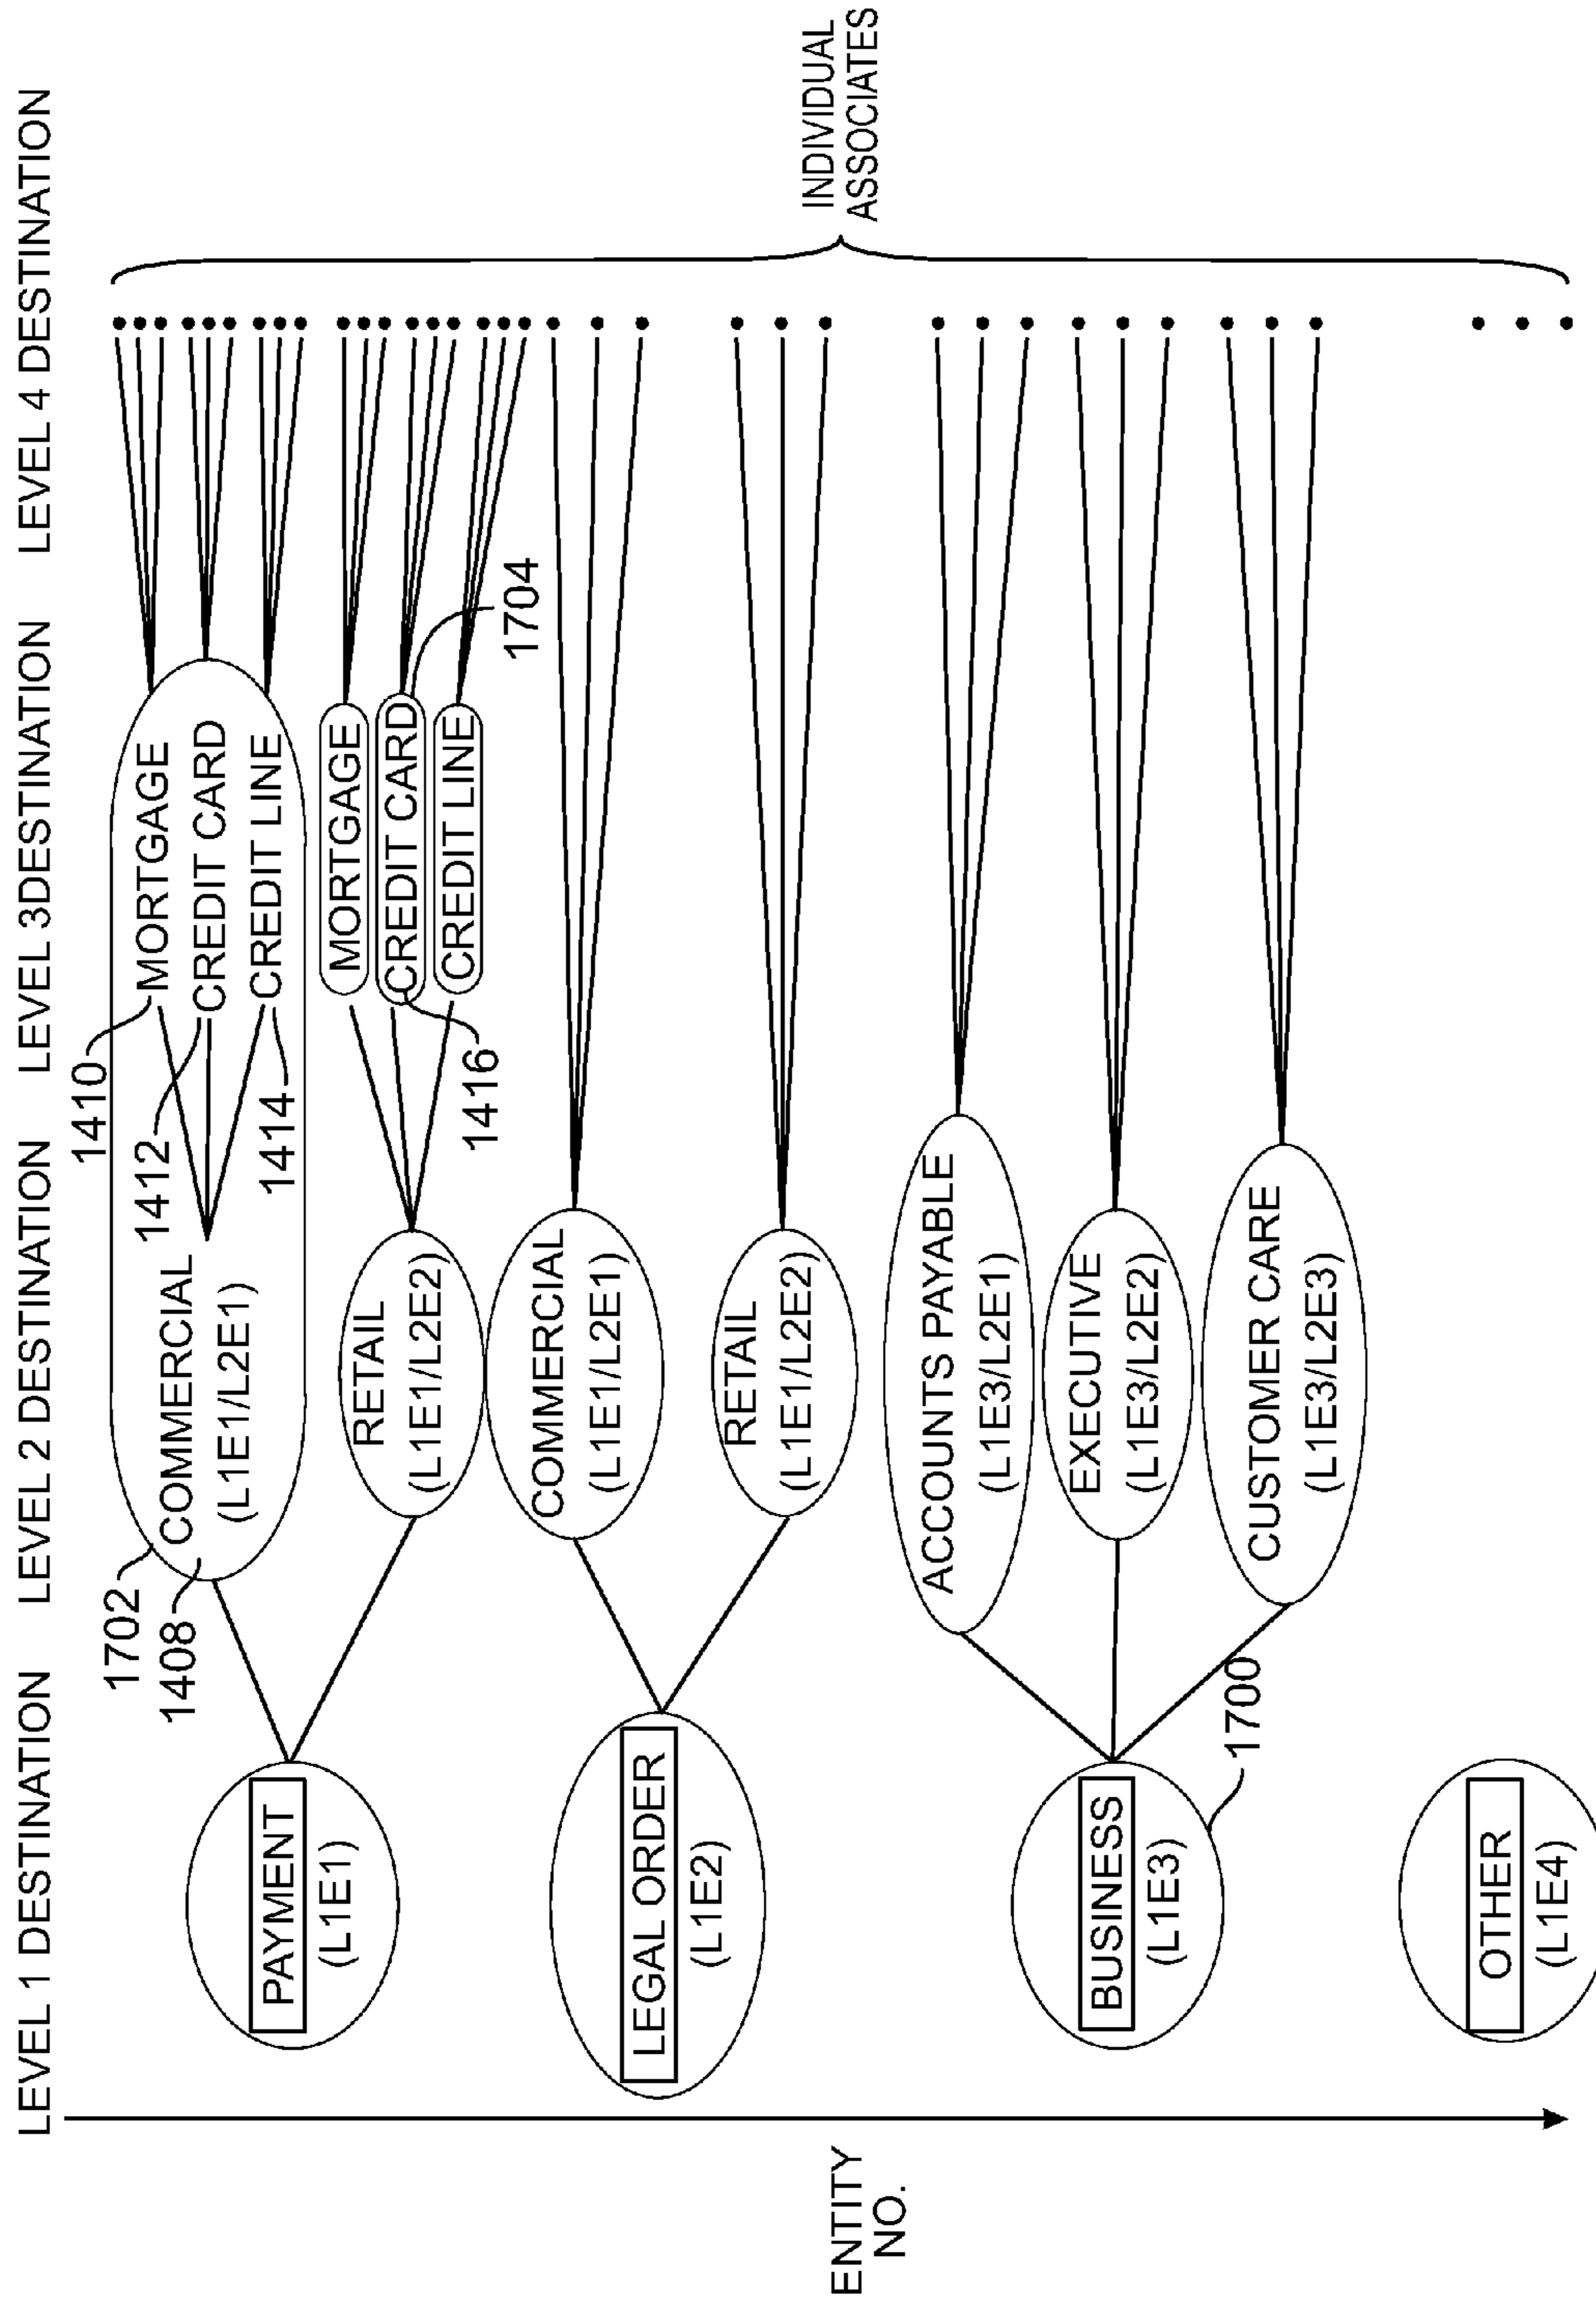 LEVEL 1 DESTINATION
LEVEL 2 DESTINATION
LEVEL 3DESTINATION
LEVEL 4 DESTINATION
ENTITY
NO.
PAYMENT
(L1E1)
1702
1408
COMMERCIAL
(L1E1/L2E1)
1410
1412
1414
MORTGAGE
CREDIT CARD
CREDIT LINE
RETAIL
(L1E1/L2E2)
MORTGAGE
CREDIT CARD
CREDIT LINE
1416
1704
LEGAL ORDER
(L1E2)
COMMERCIAL
(L1E1/L2E1)
RETAIL
(L1E1/L2E2)
BUSINESS
(L1E3)
1700
ACCOUNTS PAYABLE
(L1E3/L2E1)
EXECUTIVE
(L1E3/L2E2)
CUSTOMER CARE
(L1E3/L2E3)
OTHER
(L1E4)
INDIVIDUAL
ASSOCIATES